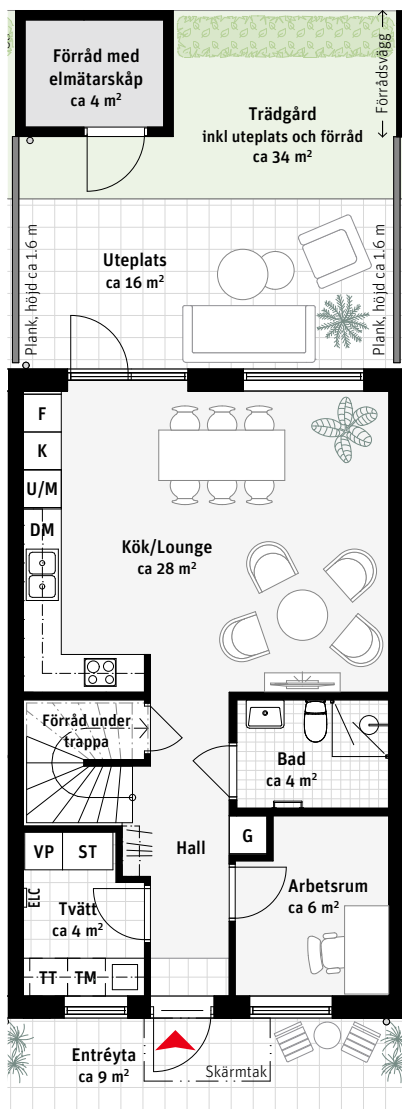 Förråd med
elmätarskåp
ca 4 m²
Förrådsvägg
Trädgård
inkl uteplats och förråd
ca 34 m²
Plank, höjd ca 1.6 m
Uteplats
ca 16 m²
Plank, höjd ca 1.6 m
F
K
U/M
DM
Kök/Lounge
ca 28 m²
Förråd under
trappa
Bad
ca 4 m²
Hall
G
VP
ST
ELC
Tvätt
ca 4 m²
Arbetsrum
ca 6 m²
TT
TM
Entréyta
ca 9 m²
Skärmtak